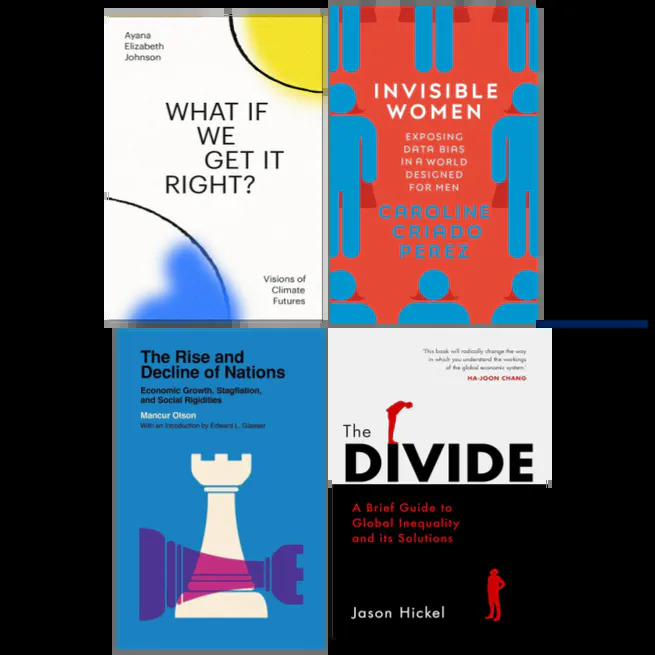 Ayana
Elizabeth
Johnson
WHAT IF
WE
GET IT
RIGHT?
Visions of
Climate
Futures
INVISIBLE
WOMEN
EXPOSING
DATA BIAS
IN A WORLD
DESIGNED
FOR MEN
CAROLINE
CRIADO
PEREZ
The Rise and
Decline of Nations
Economic Growth, Stagflation,
and Social Rigidities
Mancur Olson
With an Introduction by Edward L. Glaeser
'This book will radically change the way
in which you understand the workings
of the global economic system.'
HA-JOON CHANG
The
DIVIDE
A Brief Guide to
Global Inequality
and its Solutions
Jason Hickel